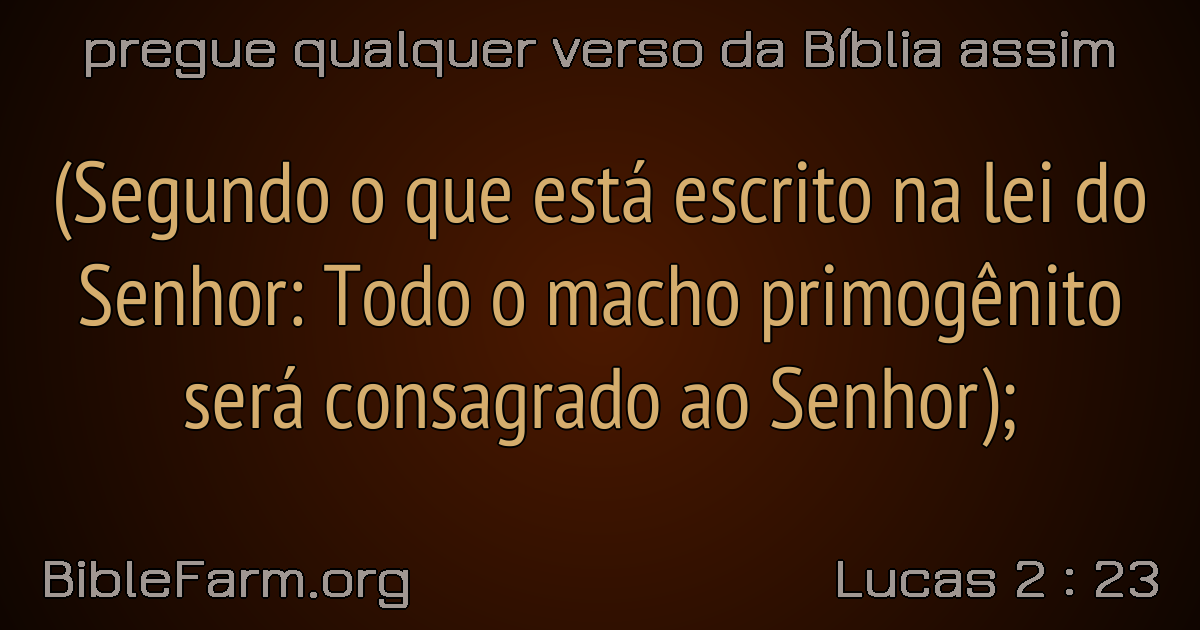 pregue qualquer verso da Bíblia assim
(Segundo o que está escrito na lei do
Senhor: Todo o macho primogênito
será consagrado ao Senhor);
BibleFarm.org
Lucas 2 : 23